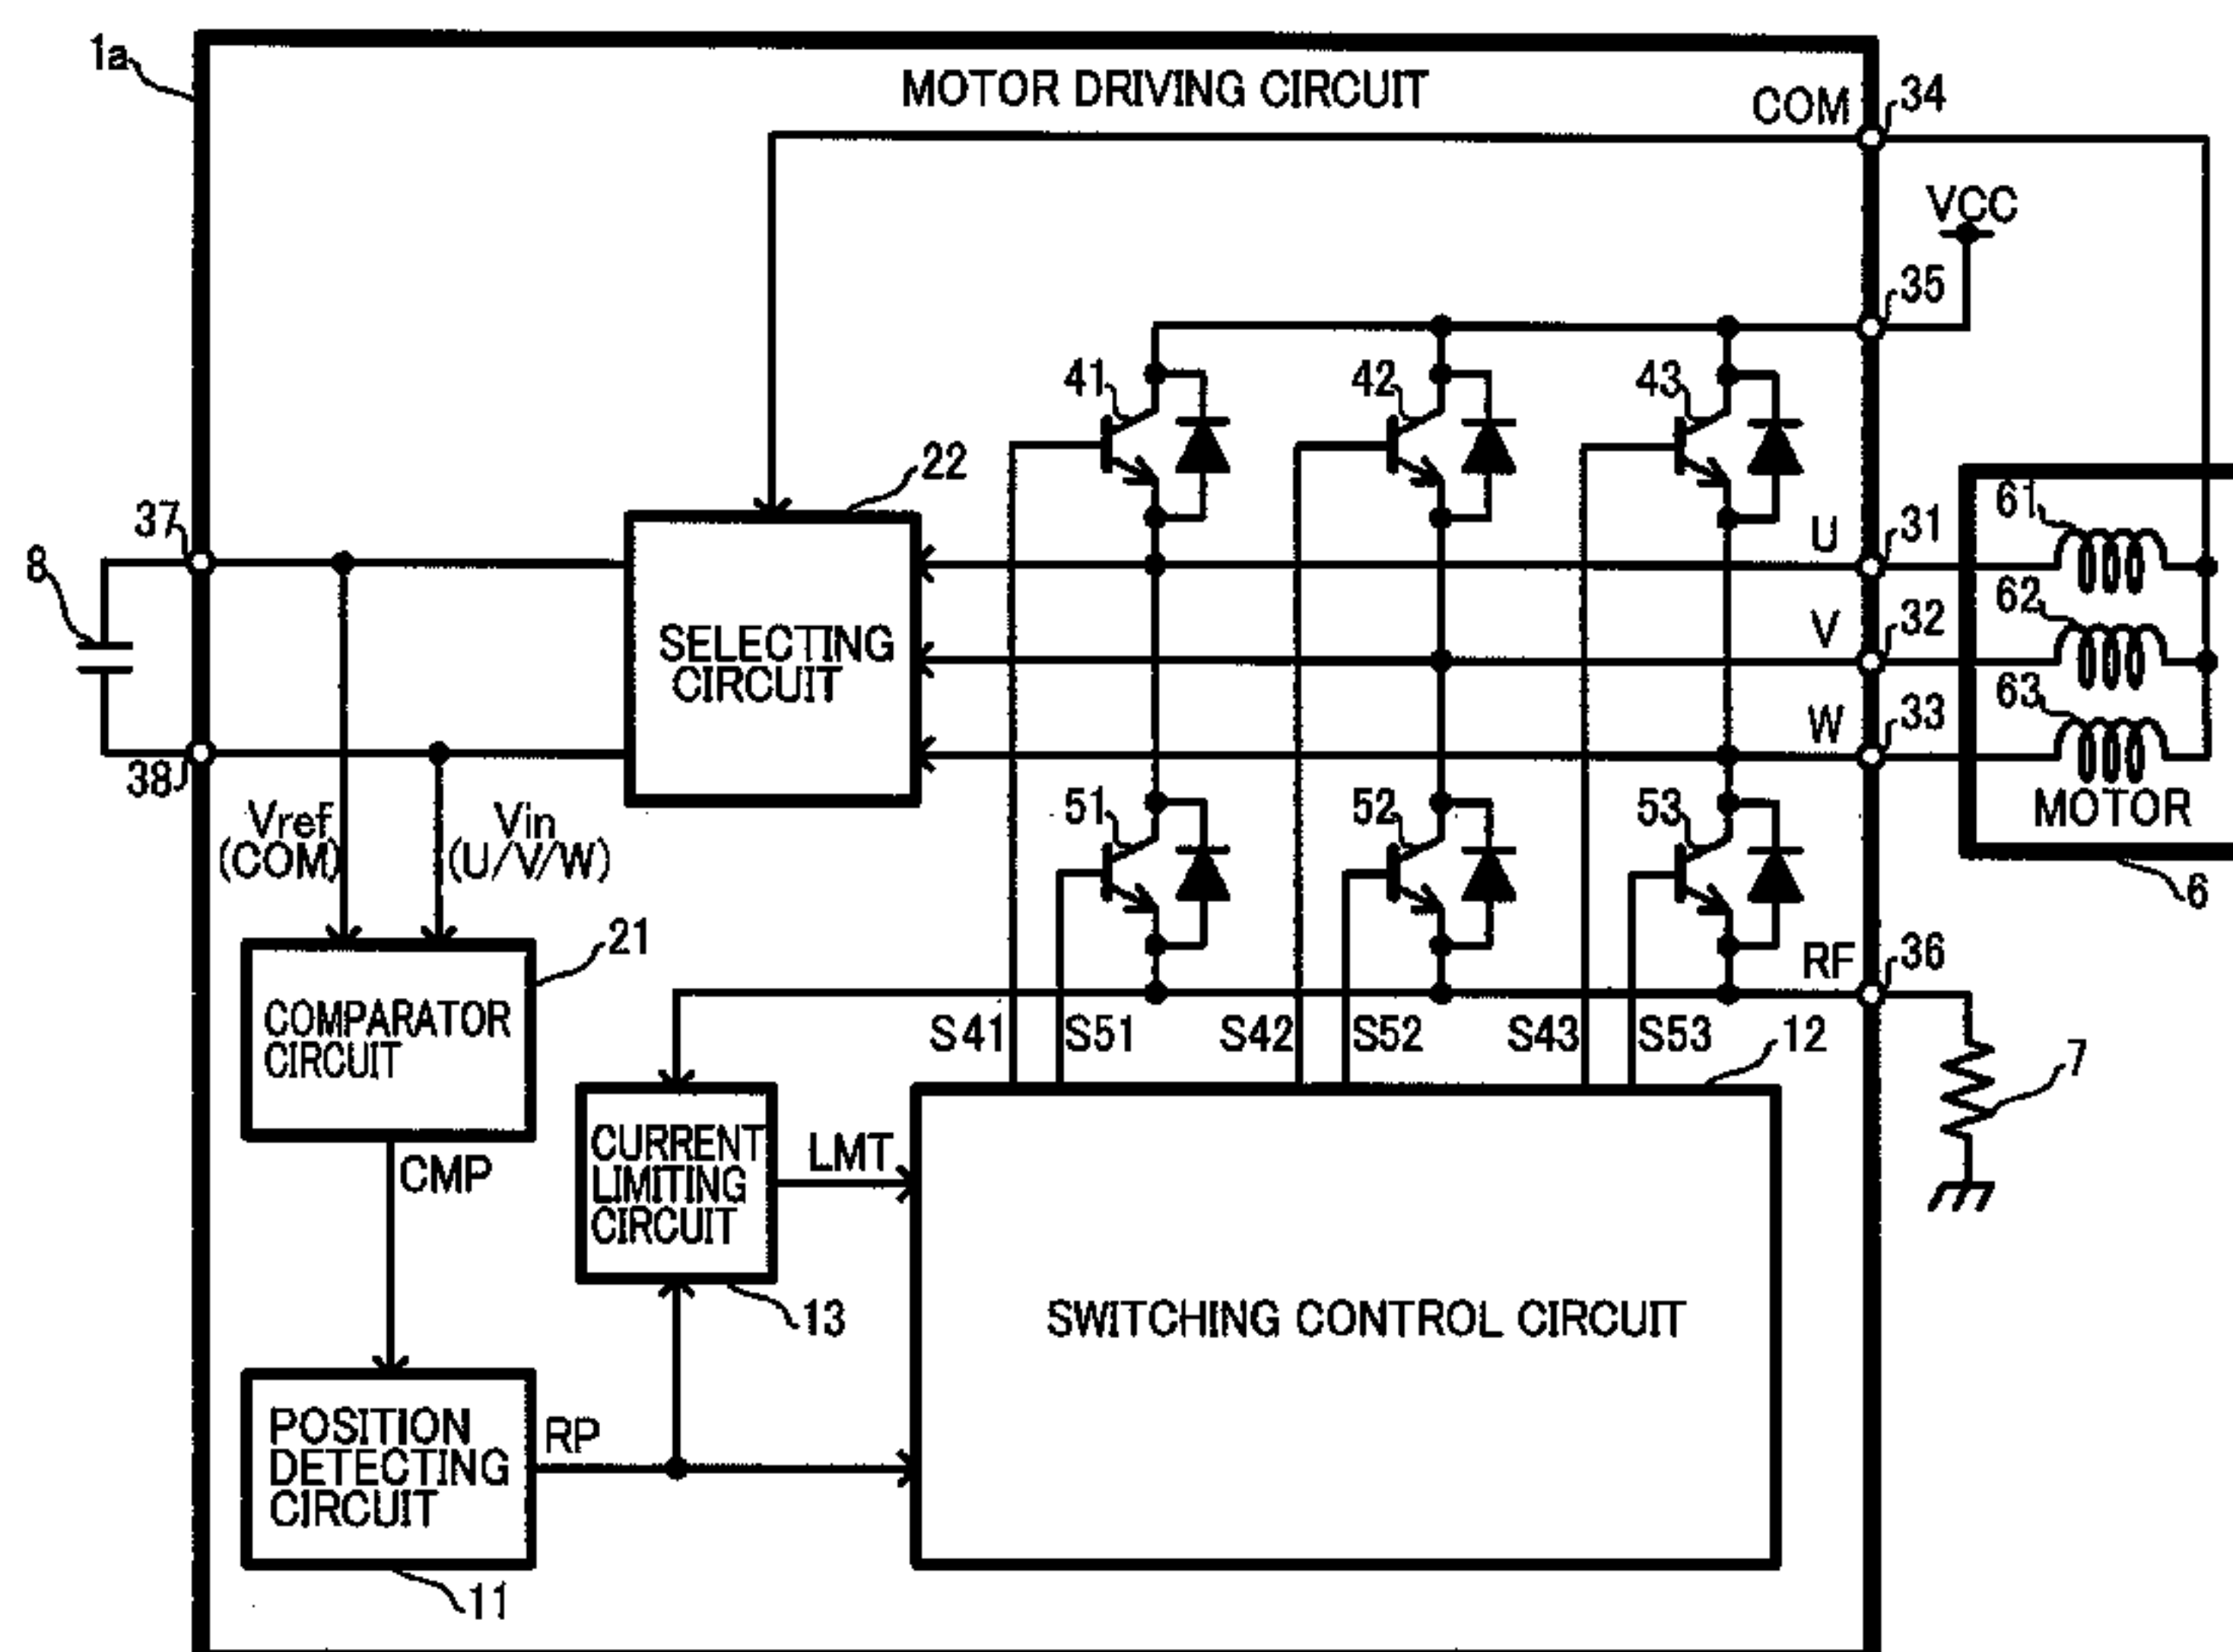 1a
MOTOR DRIVING CIRCUIT
COM
34
VCC
35
41
42
43
22
37
8
U
31
61
SELECTING
CIRCUIT
V
32
62
W
33
63
38
MOTOR
Vref
(COM)
Vin
(U/V/W)
51
52
53
6
21
RF
36
COMPARATOR
CIRCUIT
S41
S51
S42
S52
S43
S53
12
7
CURRENT
LIMITING
CIRCUIT
LMT
CMP
13
SWITCHING CONTROL CIRCUIT
POSITION
DETECTING
CIRCUIT
RP
11